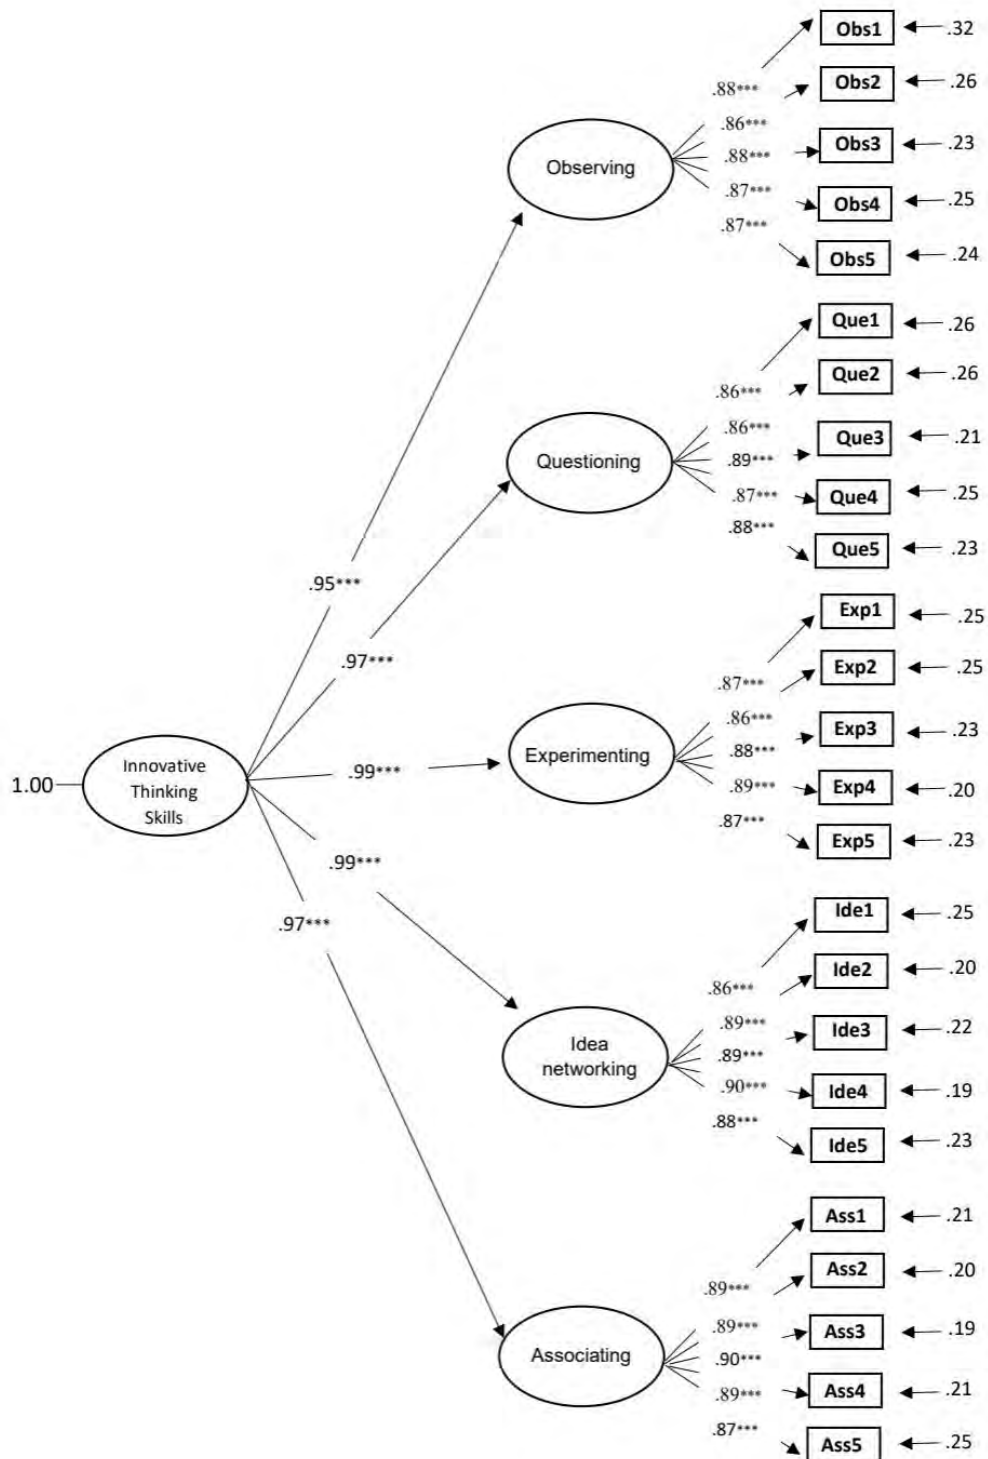 Obs1
.32
.88***
Obs2
.26
.86***
Observing
Obs3
.23
.88***
Obs4
.25
.87***
Obs5
.24
.87***
Que1
.26
.86***
Que2
.26
.86***
Questioning
Que3
.21
.89***
Que4
.25
.87***
Que5
.23
.88***
.95***
.97***
Exp1
.25
.87***
Exp2
.25
.86***
Experimenting
Exp3
.23
.88***
Exp4
.20
.89***
Exp5
.23
.87***
1.00
Innovative
Thinking
Skills
.99***
.99***
.97***
Ide1
.25
.86***
Ide2
.20
.89***
Idea
networking
Ide3
.22
.89***
Ide4
.19
.90***
Ide5
.23
.88***
Ass1
.21
.89***
Ass2
.20
.89***
Associating
Ass3
.19
.90***
Ass4
.21
.89***
Ass5
.25
.87***